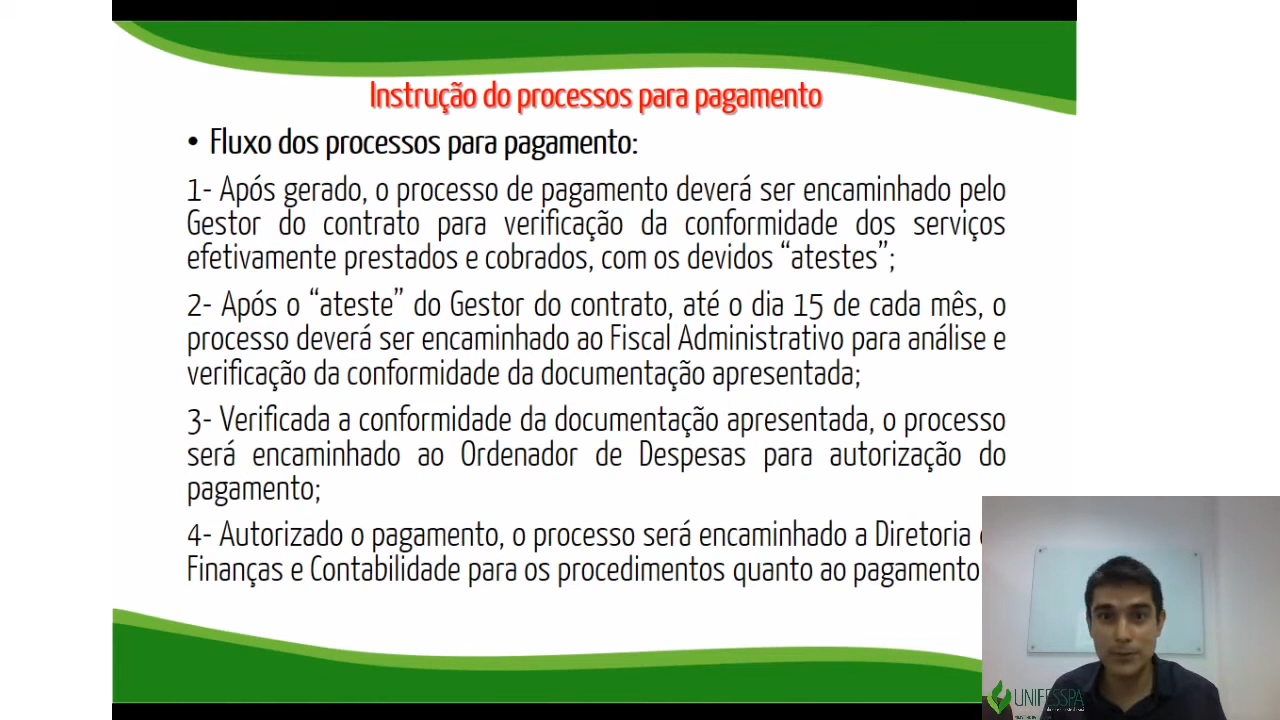 Instrução do processos para pagamento
• Fluxo dos processos para pagamento:
1- Após gerado, o processo de pagamento deverá ser encaminhado pelo
Gestor do contrato para verificação da conformidade dos serviços
efetivamente prestados e cobrados, com os devidos “atestes”;
2- Após o “ateste” do Gestor do contrato, até o dia 15 de cada mês, o
processo deverá ser encaminhado ao Fiscal Administrativo para análise e
verificação da conformidade da documentação apresentada;
3- Verificada a conformidade da documentação apresentada, o processo
será encaminhado ao Ordenador de Despesas para autorização do
pagamento;
4- Autorizado o pagamento, o processo será encaminhado a Diretoria
Finanças e Contabilidade para os procedimentos quanto ao pagamento
UNIFESSPA